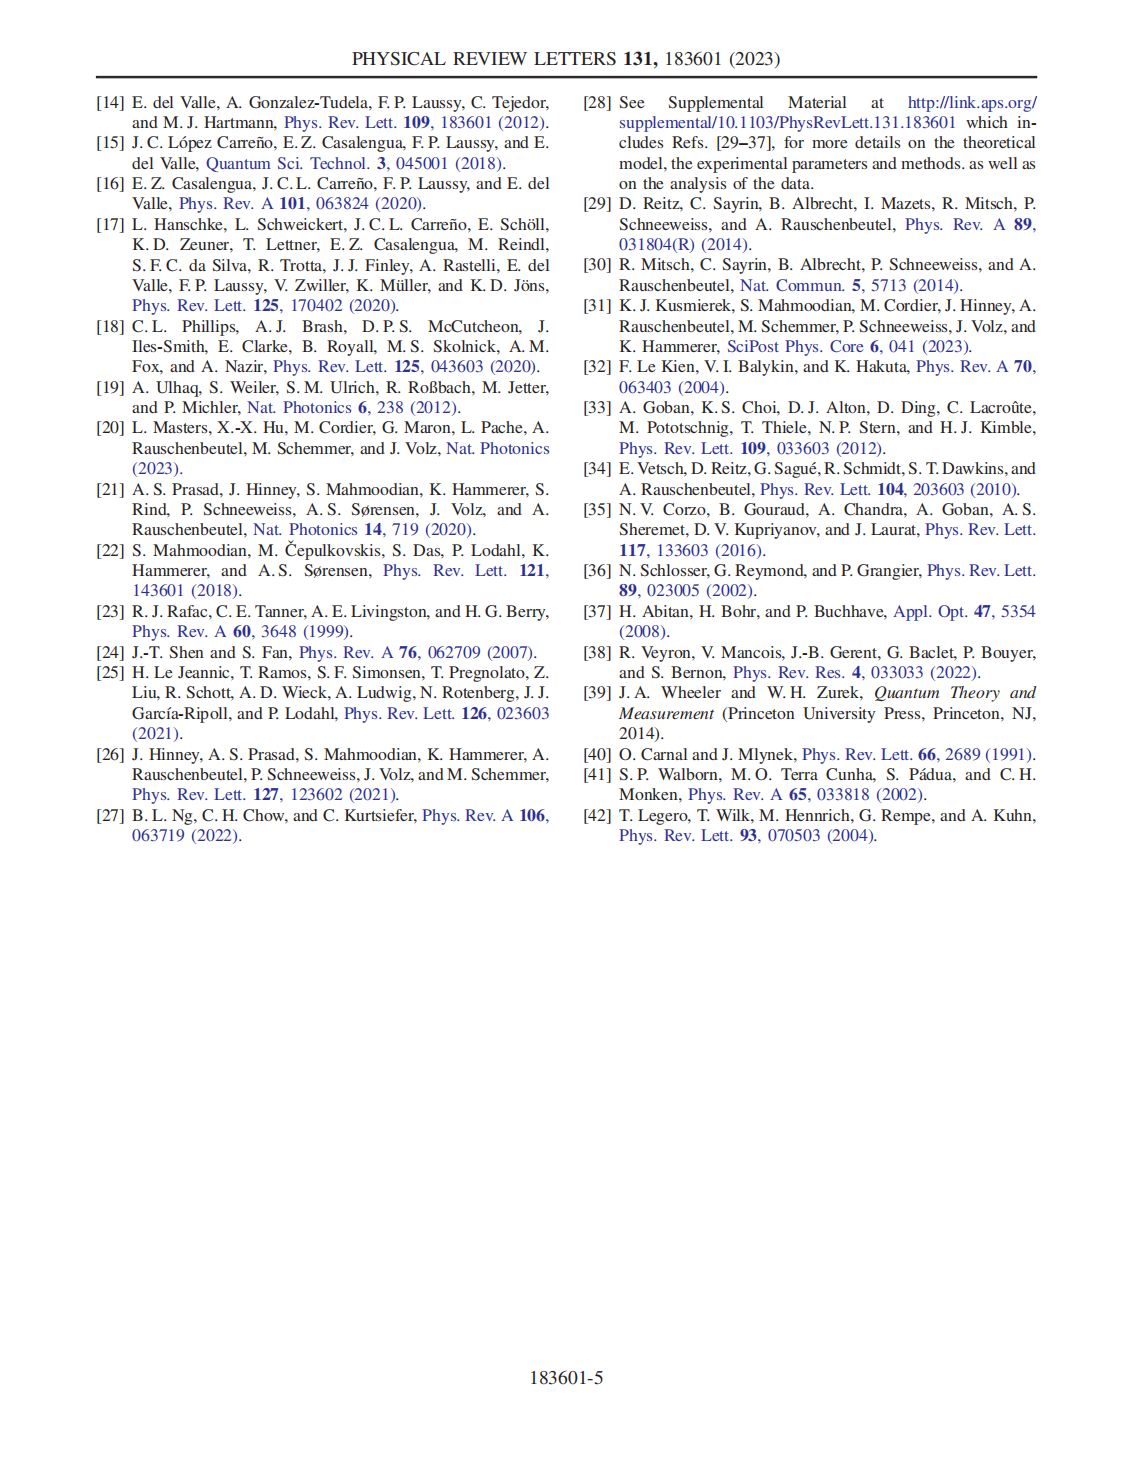 PHYSICAL REVIEW LETTERS 131, 183601 (2023)
[14] E. del Valle, A. Gonzalez-Tudela, F. P. Laussy, C. Tejedor,
and M. J. Hartmann, Phys. Rev. Lett. 109, 183601 (2012).
[15] J. C. López Carreño, E. Z. Casalengua, F. P. Laussy, and E.
del Valle, Quantum Sci. Technol. 3, 045001 (2018).
[16] E. Z. Casalengua, J. C. L. Carreño, F. P. Laussy, and E. del
Valle, Phys. Rev. A 101, 063824 (2020).
[17] L. Hanschke, L. Schweickert, J. C. L. Carreño, E. Schöll,
K. D. Zeuner, T. Lettner, E. Z. Casalengua, M. Reindl,
S. F. C. da Silva, R. Trotta, J. J. Finley, A. Rastelli, E. del
Valle, F. P. Laussy, V. Zwiller, K. Müller, and K. D. Jöns,
Phys. Rev. Lett. 125, 170402 (2020).
[18] C. L. Phillips, A. J. Brash, D. P. S. McCutcheon, J.
Iles-Smith, E. Clarke, B. Royall, M. S. Skolnick, A. M.
Fox, and A. Nazir, Phys. Rev. Lett. 125, 043603 (2020).
[19] A. Ulhaq, S. Weiler, S. M. Ulrich, R. Roßbach, M. Jetter,
and P. Michler, Nat. Photonics 6, 238 (2012).
[20] L. Masters, X.-X. Hu, M. Cordier, G. Maron, L. Pache, A.
Rauschenbeutel, M. Schemmer, and J. Volz, Nat. Photonics
(2023).
[21] A. S. Prasad, J. Hinney, S. Mahmoodian, K. Hammerer, S.
Rind, P. Schneeweiss, A. S. Sørensen, J. Volz, and A.
Rauschenbeutel, Nat. Photonics 14, 719 (2020).
[22] S. Mahmoodian, M. Čepulkovskis, S. Das, P. Lodahl, K.
Hammerer, and A. S. Sørensen, Phys. Rev. Lett. 121,
143601 (2018).
[23] R. J. Rafac, C. E. Tanner, A. E. Livingston, and H. G. Berry,
Phys. Rev. A 60, 3648 (1999).
[24] J.-T. Shen and S. Fan, Phys. Rev. A 76, 062709 (2007).
[25] H. Le Jeannic, T. Ramos, S. F. Simonsen, T. Pregnolato, Z.
Liu, R. Schott, A. D. Wieck, A. Ludwig, N. Rotenberg, J. J.
García-Ripoll, and P. Lodahl, Phys. Rev. Lett. 126, 023603
(2021).
[26] J. Hinney, A. S. Prasad, S. Mahmoodian, K. Hammerer, A.
Rauschenbeutel, P. Schneeweiss, J. Volz, and M. Schemmer,
Phys. Rev. Lett. 127, 123602 (2021).
[27] B. L. Ng, C. H. Chow, and C. Kurtsiefer, Phys. Rev. A 106,
063719 (2022).
[28] See Supplemental Material at http://link.aps.org/
supplemental/10.1103/PhysRevLett.131.183601 which in-
cludes Refs. [29–37], for more details on the theoretical
model, the experimental parameters and methods. as well as
on the analysis of the data.
[29] D. Reitz, C. Sayrin, B. Albrecht, I. Mazets, R. Mitsch, P.
Schneeweiss, and A. Rauschenbeutel, Phys. Rev. A 89,
031804(R) (2014).
[30] R. Mitsch, C. Sayrin, B. Albrecht, P. Schneeweiss, and A.
Rauschenbeutel, Nat. Commun. 5, 5713 (2014).
[31] K. J. Kusmierek, S. Mahmoodian, M. Cordier, J. Hinney, A.
Rauschenbeutel, M. Schemmer, P. Schneeweiss, J. Volz, and
K. Hammerer, SciPost Phys. Core 6, 041 (2023).
[32] F. Le Kien, V. I. Balykin, and K. Hakuta, Phys. Rev. A 70,
063403 (2004).
[33] A. Goban, K. S. Choi, D. J. Alton, D. Ding, C. Lacroûte,
M. Pototschnig, T. Thiele, N. P. Stern, and H. J. Kimble,
Phys. Rev. Lett. 109, 033603 (2012).
[34] E. Vetsch, D. Reitz, G. Sagué, R. Schmidt, S. T. Dawkins, and
A. Rauschenbeutel, Phys. Rev. Lett. 104, 203603 (2010).
[35] N. V. Corzo, B. Gouraud, A. Chandra, A. Goban, A. S.
Sheremet, D. V. Kupriyanov, and J. Laurat, Phys. Rev. Lett.
117, 133603 (2016).
[36] N. Schlosser, G. Reymond, and P. Grangier, Phys. Rev. Lett.
89, 023005 (2002).
[37] H. Abitan, H. Bohr, and P. Buchhave, Appl. Opt. 47, 5354
(2008).
[38] R. Veyron, V. Mancois, J.-B. Gerent, G. Baclet, P. Bouyer,
and S. Bernon, Phys. Rev. Res. 4, 033033 (2022).
[39] J. A. Wheeler and W. H. Zurek, Quantum Theory and
Measurement (Princeton University Press, Princeton, NJ,
2014).
[40] O. Carnal and J. Mlynek, Phys. Rev. Lett. 66, 2689 (1991).
[41] S. P. Walborn, M. O. Terra Cunha, S. Pádua, and C. H.
Monken, Phys. Rev. A 65, 033818 (2002).
[42] T. Legero, T. Wilk, M. Hennrich, G. Rempe, and A. Kuhn,
Phys. Rev. Lett. 93, 070503 (2004).
183601-5